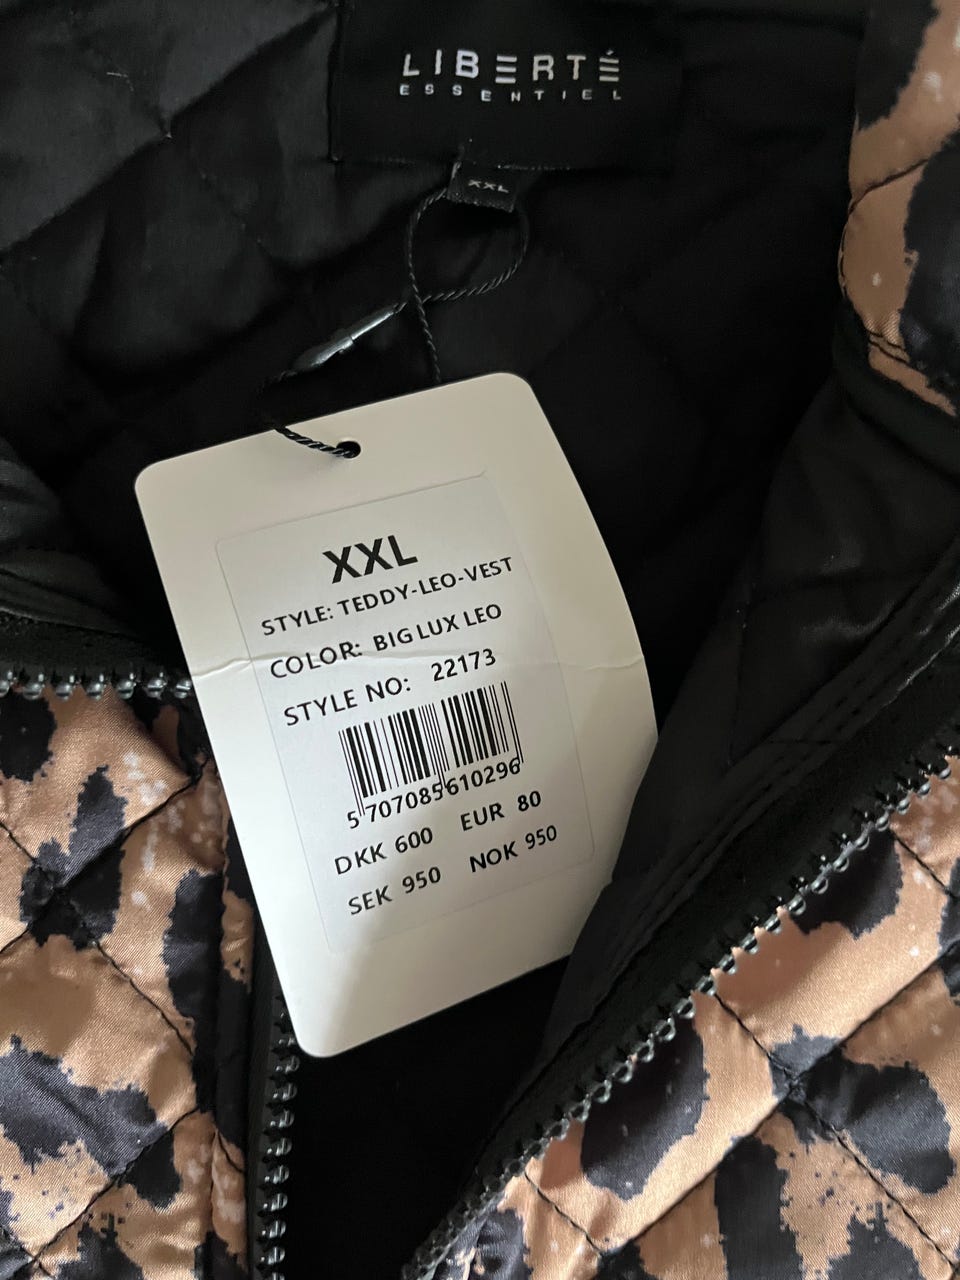 LIBERTÉ
ESSENTIEL
XXL
XXL
STYLE: TEDDY-LEO-VEST
COLOR: BIG LUX LEO
STYLE NO: 22173
5 707085 610296
DKK 600 EUR 80
SEK 950 NOK 950